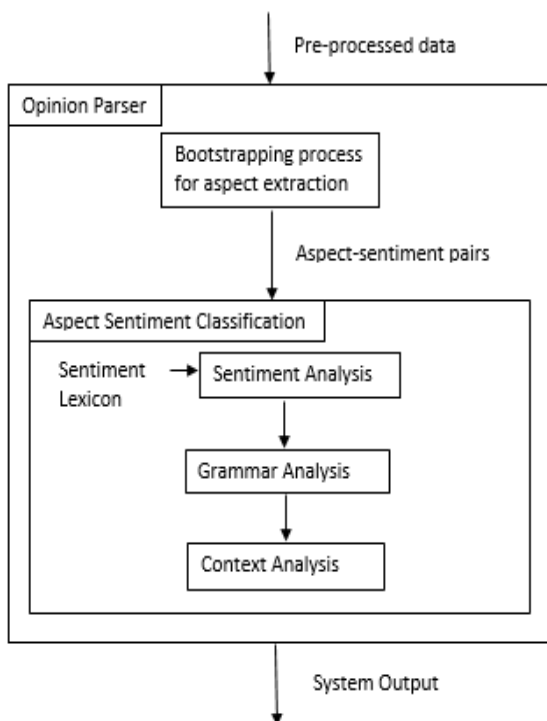 Pre-processed data
Opinion Parser
Bootstrapping process
for aspect extraction
Aspect-sentiment pairs
Aspect Sentiment Classification
Sentiment
Lexicon
Sentiment Analysis
Grammar Analysis
Context Analysis
System Output